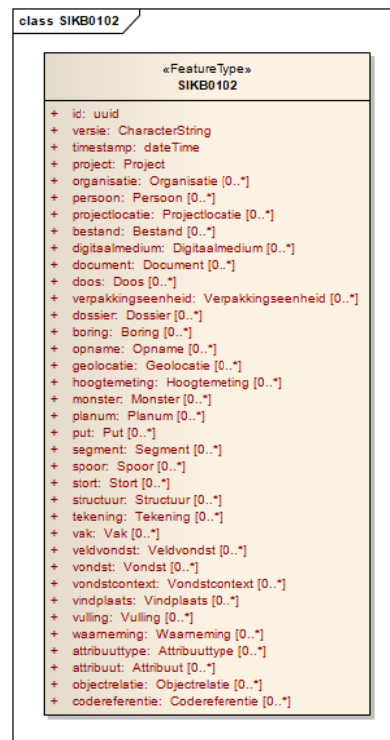 class SIKB0102
«FeatureType»
SIKB0102
+ id: uuid
+ versie: CharacterString
+ timestamp: dateTime
+ project: Project
+ organisatie: Organisatie [0..*]
+ persoon: Persoon [0..*]
+ projectlocatie: Projectlocatie [0..*]
+ bestand: Bestand [0..*]
+ digitaalmedium: Digitaalmedium [0..*]
+ document: Document [0..*]
+ doos: Doos [0..*]
+ verpakkingseenheid: Verpakkingseenheid [0..*]
+ dossier: Dossier [0..*]
+ boring: Boring [0..*]
+ opname: Opname [0..*]
+ geolocatie: Geolocatie [0..*]
+ hoogtemeting: Hoogtemeting [0..*]
+ monster: Monster [0..*]
+ planum: Planum [0..*]
+ put: Put [0..*]
+ segment: Segment [0..*]
+ spoor: Spoor [0..*]
+ stort: Stort [0..*]
+ structuur: Structuur [0..*]
+ tekening: Tekening [0..*]
+ vak: Vak [0..*]
+ veldvondst: Veldvondst [0..*]
+ vondst: Vondst [0..*]
+ vondstcontext: Vondstcontext [0..*]
+ vindplaats: Vindplaats [0..*]
+ vulling: Vulling [0..*]
+ waarneming: Waarneming [0..*]
+ attribuuttype: Attribuuttype [0..*]
+ attribuut: Attribuut [0..*]
+ objectrelatie: Objectrelatie [0..*]
+ codereferentie: Codereferentie [0..*]